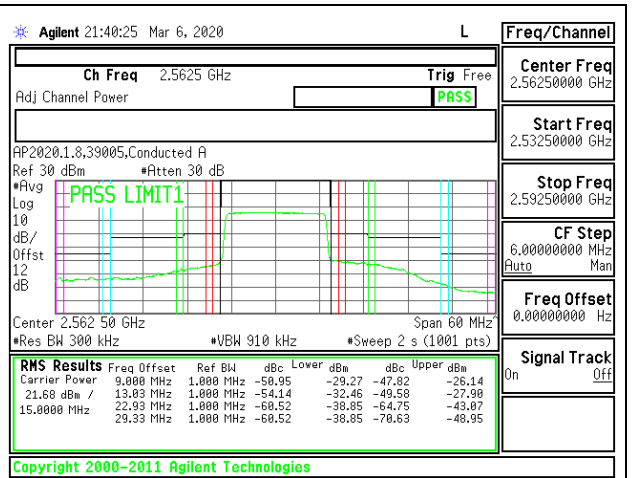 Agilent 21:40:25 Mar 6, 2020 L
Ch Freq 2.5625 GHz Trig Free
Adj Channel Power PASS
AP2020.1.8,39005,Conducted A
Ref 30 dBm #Atten 30 dB
#Avg
Log
10
dB/
Offst
12
dB
PASS LIMIT1
Center 2.562 50 GHz Span 60 MHz^
#Res BW 300 kHz #VBW 910 kHz #Sweep 2 s (1001 pts)
RMS Results Freq Offset Ref BW dBc Lower dBm dBc Upper dBm
Carrier Power 9.000 MHz 1.000 MHz -50.95 -29.27 -47.82 -26.14
21.68 dBm / 13.03 MHz 1.000 MHz -54.14 -32.46 -49.58 -27.90
15.0000 MHz 22.93 MHz 1.000 MHz -60.52 -38.85 -64.75 -43.07
29.33 MHz 1.000 MHz -60.52 -38.85 -70.63 -48.95
Copyright 2000-2011 Agilent Technologies
Freq/Channel
Center Freq
2.56250000 GHz
Start Freq
2.53250000 GHz
Stop Freq
2.59250000 GHz
CF Step
6.00000000 MHz
Auto Man
Freq Offset
0.00000000 Hz
Signal Track
On Off